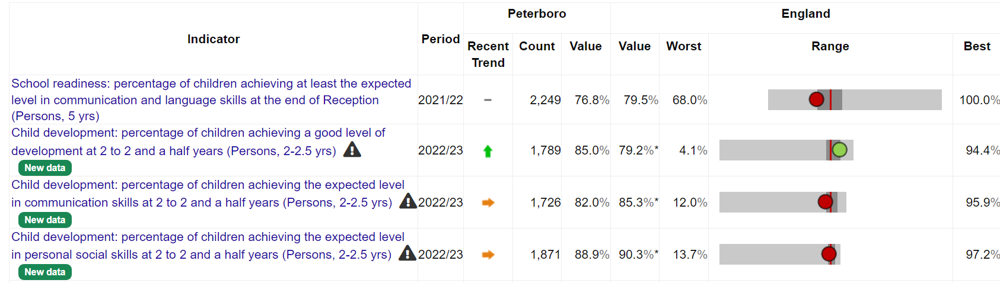 Peterboro England
Indicator Period Recent Count Value Value Worst Range Best
Trend
School readiness: percentage of children achieving at least the expected
level in communication and language skills at the end of Reception 2021/22 – 2,249 76.8% 79.5% 68.0% 100.0%
(Persons, 5 yrs)
Child development: percentage of children achieving a good level of
development at 2 to 2 and a half years (Persons, 2-2.5 yrs) 2022/23 1,789 85.0% 79.2%* 4.1% 94.4%
New data
Child development: percentage of children achieving the expected level
in communication skills at 2 to 2 and a half years (Persons, 2-2.5 yrs) 2022/23 1,726 82.0% 85.3%* 12.0% 95.9%
New data
Child development: percentage of children achieving the expected level
in personal social skills at 2 to 2 and a half years (Persons, 2-2.5 yrs) 2022/23 1,871 88.9% 90.3%* 13.7% 97.2%
New data